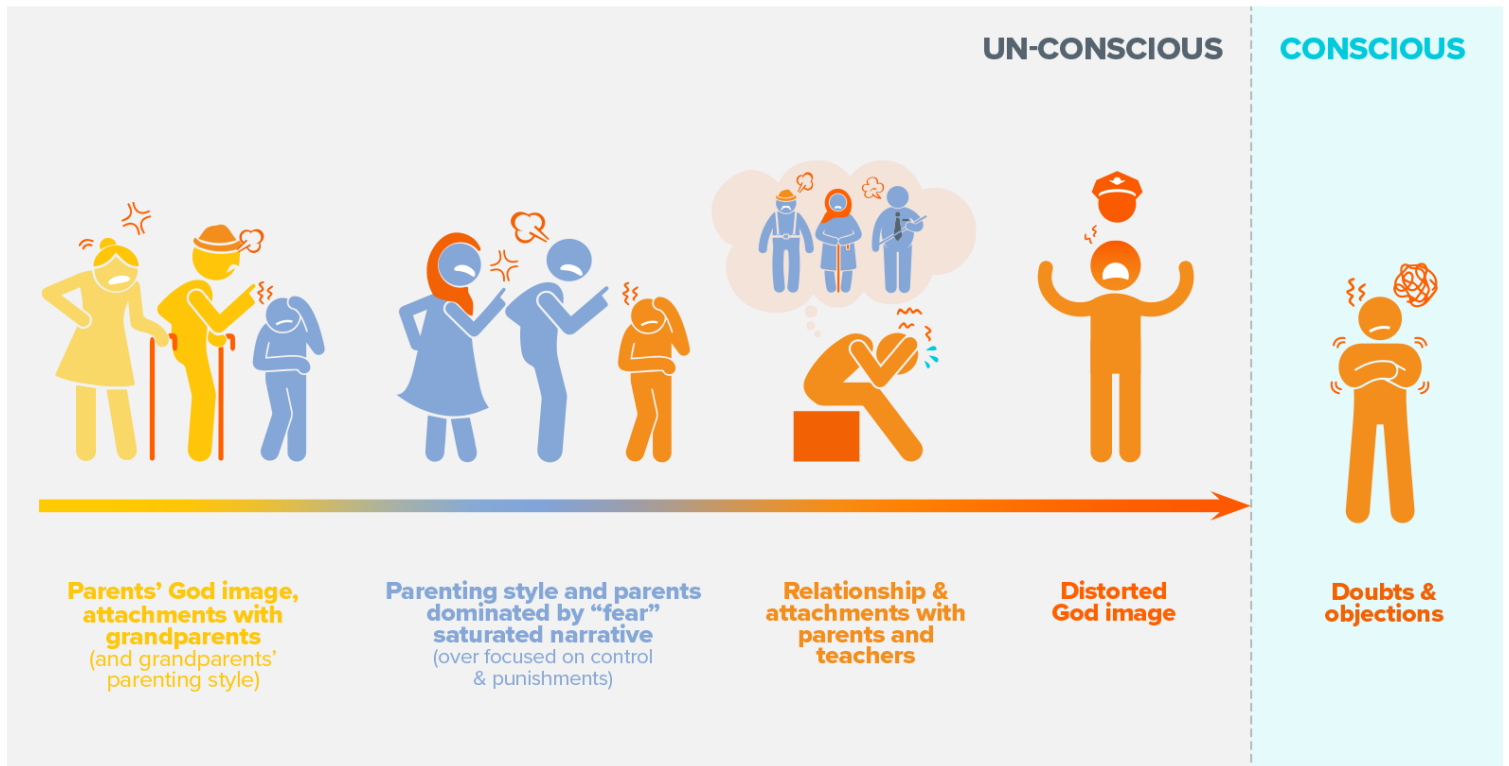 UN-CONSCIOUS
CONSCIOUS
Parents’ God image,
attachments with
grandparents
(and grandparents’
parenting style)
Parenting style and parents
dominated by “fear”
saturated narrative
(over focused on control
& punishments)
Relationship &
attachments with
parents and
teachers
Distorted
God image
Doubts &
objections